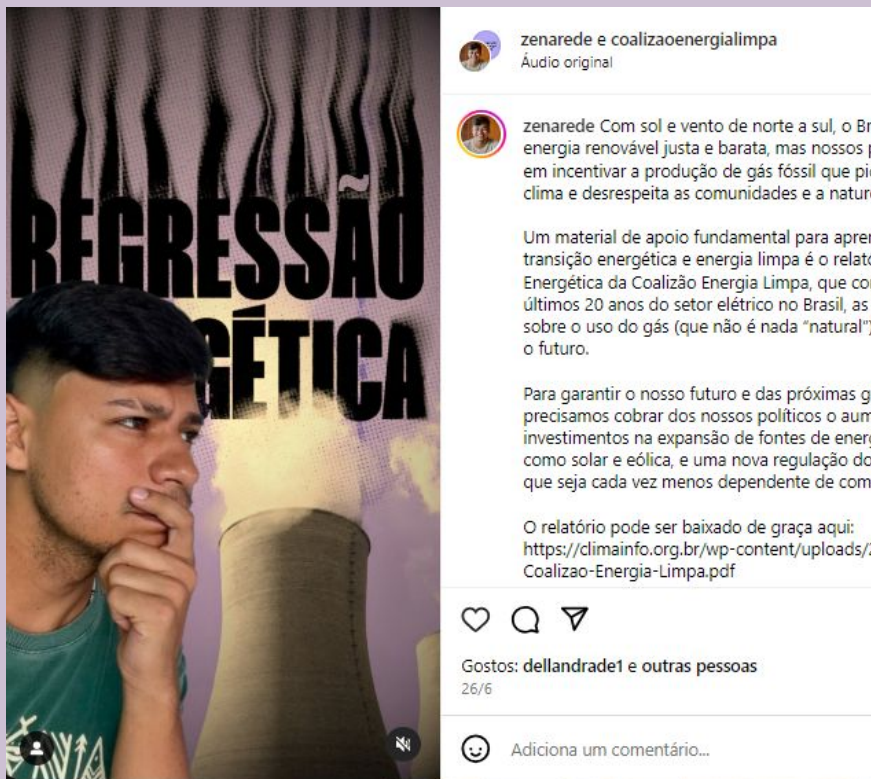 REGRESSÃO
GÉTICA
zenarede e coalizaoenergialimpa
Áudio original
zenarede Com sol e vento de norte a sul, o Br
energia renovável justa e barata, mas nossos p
em incentivar a produção de gás fóssil que pi
clima e desrespeita as comunidades e a nature
Um material de apoio fundamental para apren
transição energética e energia limpa é o relató
Energética da Coalizão Energia Limpa, que co
últimos 20 anos do setor elétrico no Brasil, as
sobre o uso do gás (que não é nada “natural”)
o futuro.
Para garantir o nosso futuro e das próximas g
precisamos cobrar dos nossos políticos o aum
investimentos na expansão de fontes de energ
como solar e eólica, e uma nova regulação do
que seja cada vez menos dependente de com
O relatório pode ser baixado de graça aqui:
https://climainfo.org.br/wp-content/uploads/2
Coalizao-Energia-Limpa.pdf
Gostos: dellandrade1 e outras pessoas
26/6
Adiciona um comentário...